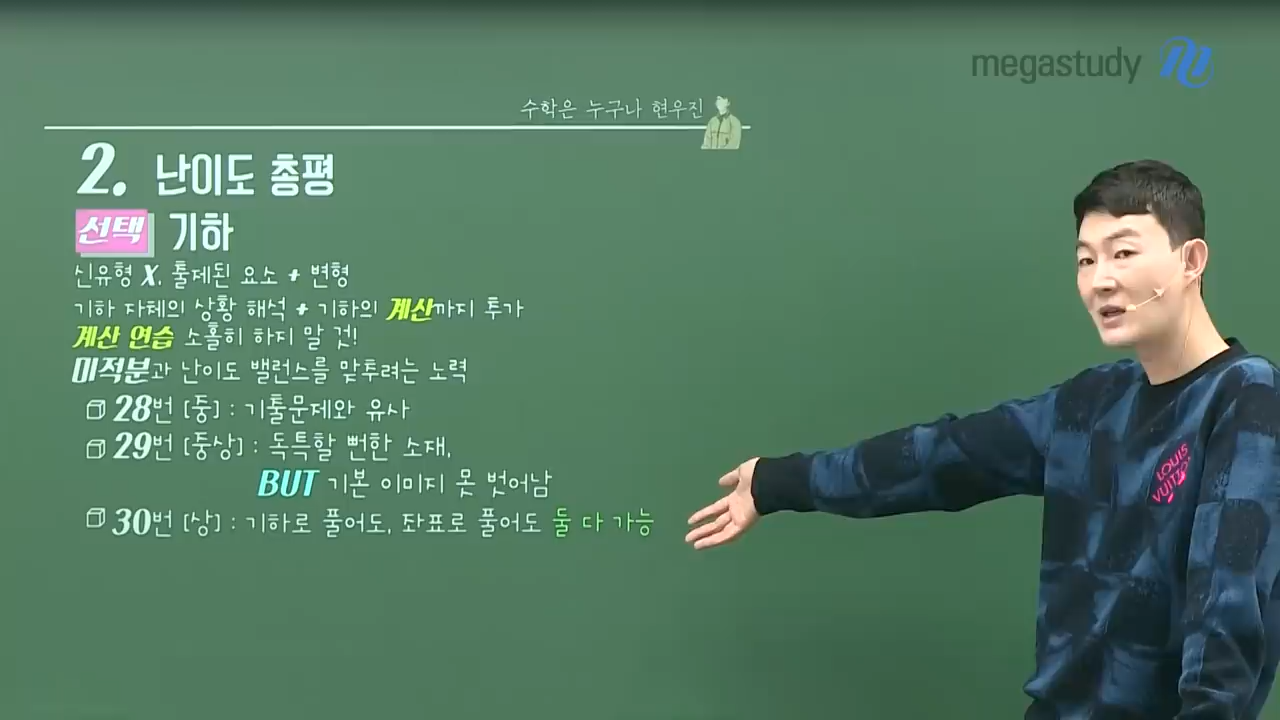 megastudy
수학은 누구나 현우진
2. 난이도 총평
선택 기하
신유형 X. 출제된 요소 + 변형
기하 자체의 상황 해석 + 기하의 계산까지 추가
계산 연습 소홀히 하지 말 것!
미적분과 난이도 밸런스를 맞추려는 노력
28번 [중] : 기출문제와 유사
29번 [중상] : 독특할 뻔한 소재,
BUT 기본 이미지 못 벗어남
30번 [상] : 기하로 풀어도, 좌표로 풀어도 둘 다 가능
LOUIS
VUITTON